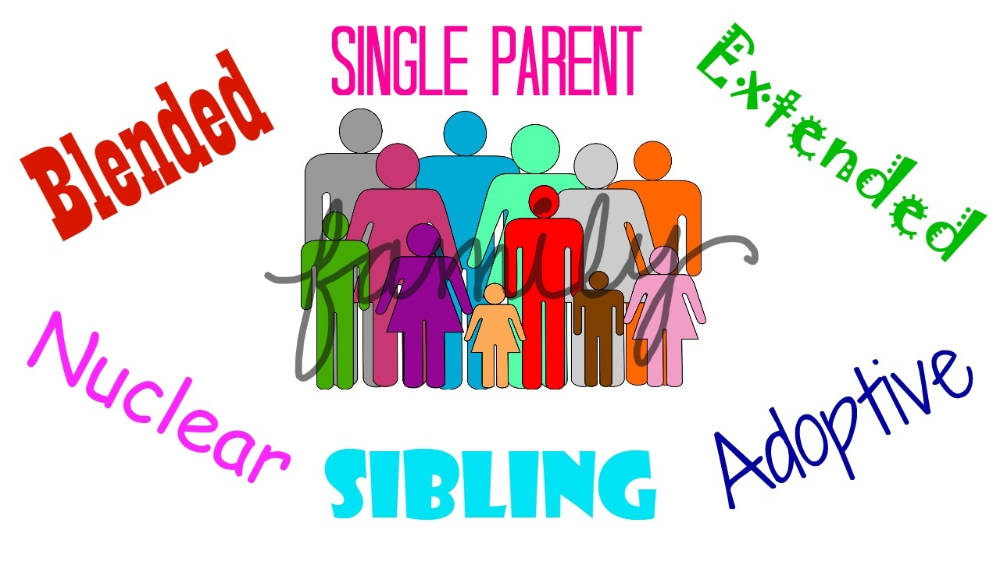 SINGLE PARENT
Blended
Extended
family
Nuclear
Adoptive
SIBLING